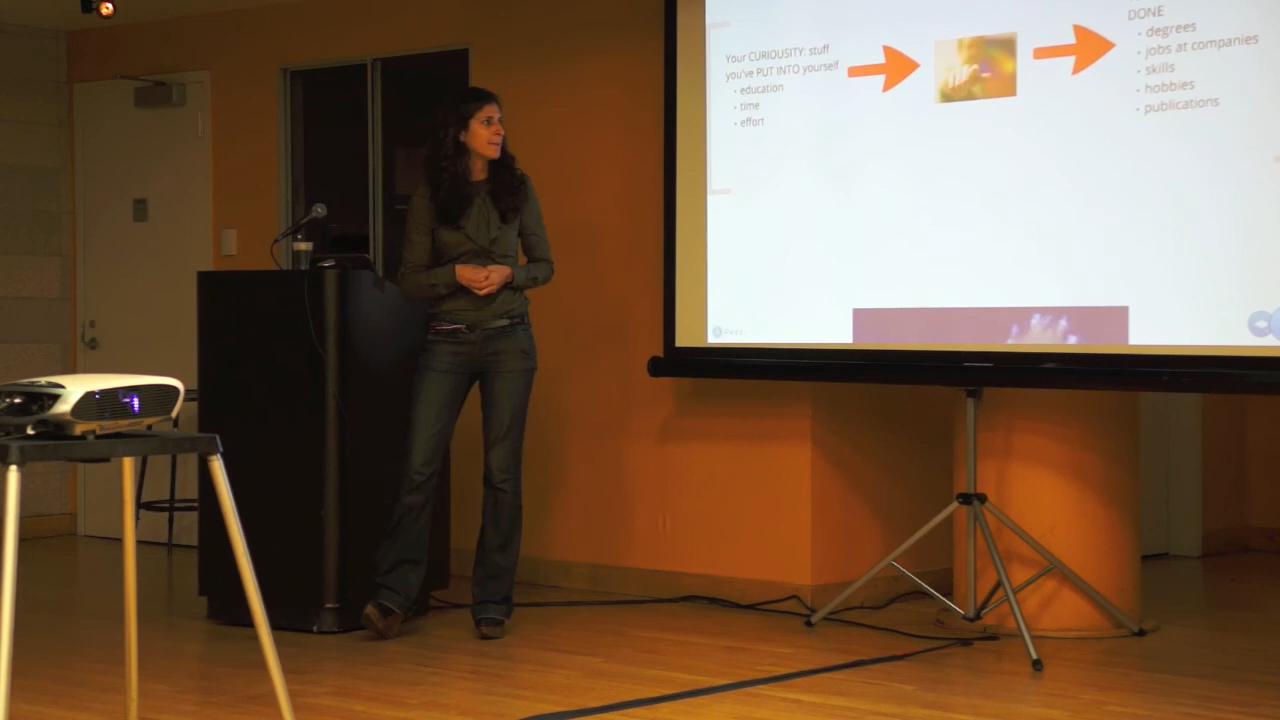 Your CURIOUSITY: stuff
you've PUT INTO yourself
• education
• time
• effort
DONE
• degrees
• jobs at companies
• skills
• hobbies
• publications